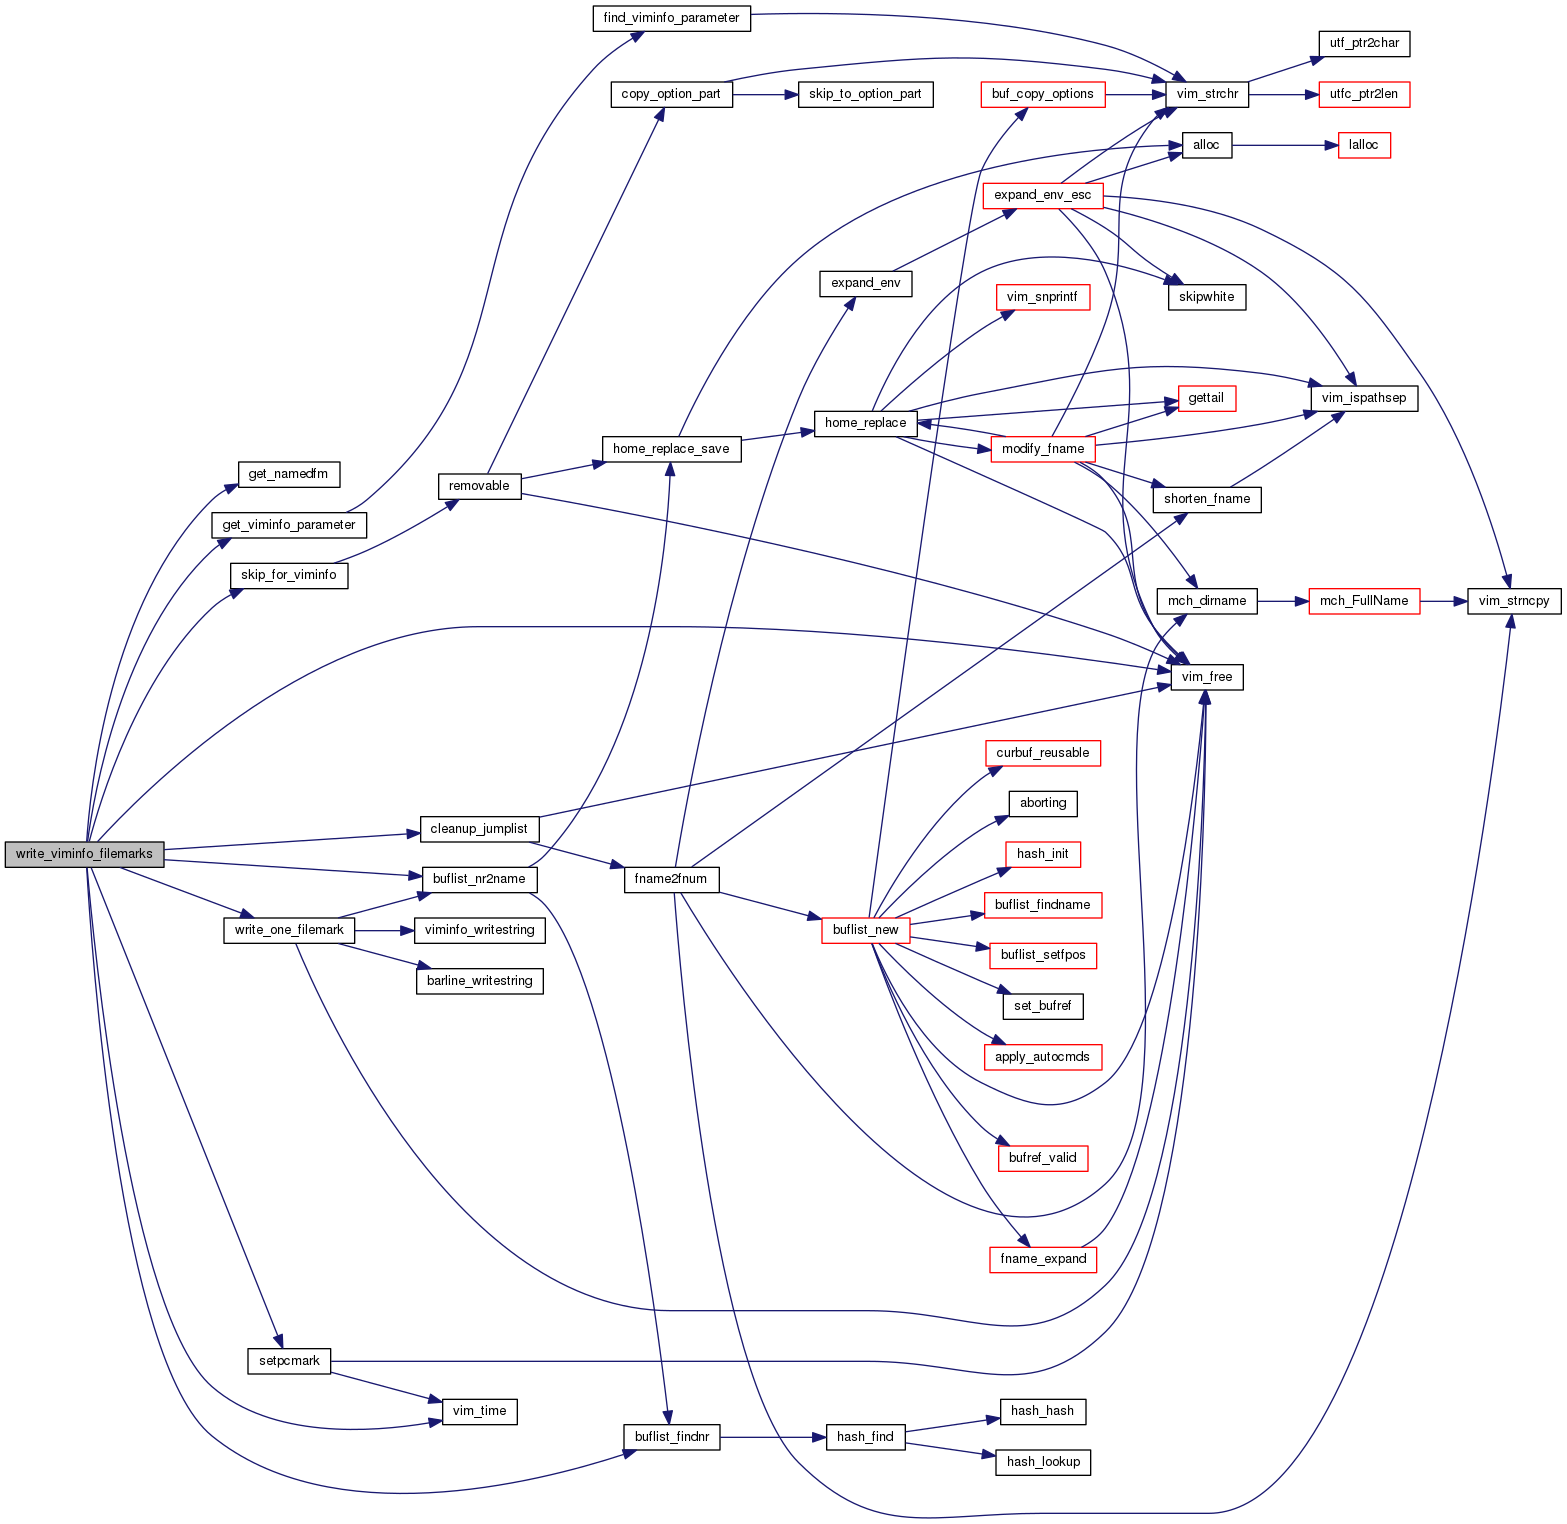 find_viminfo_parameter
utf_ptr2char
copy_option_part
skip_to_option_part
buf_copy_options
vim_strchr
utfc_ptr2len
alloc
lalloc
expand_env_esc
expand_env
vim_snprintf
skipwhite
gettail
vim_ispathsep
home_replace
home_replace_save
modify_fname
get_namedfm
removable
shorten_fname
get_viminfo_parameter
skip_for_viminfo
mch_dirname
mch_FullName
vim_strncpy
vim_free
curbuf_reusable
aborting
cleanup_jumplist
write_viminfo_filemarks
hash_init
buflist_nr2name
fname2fnum
buflist_findname
write_one_filemark
viminfo_writestring
buflist_new
buflist_setfpos
barline_writestring
set_bufref
apply_autocmds
bufref_valid
fname_expand
setpcmark
vim_time
hash_hash
buflist_findnr
hash_find
hash_lookup